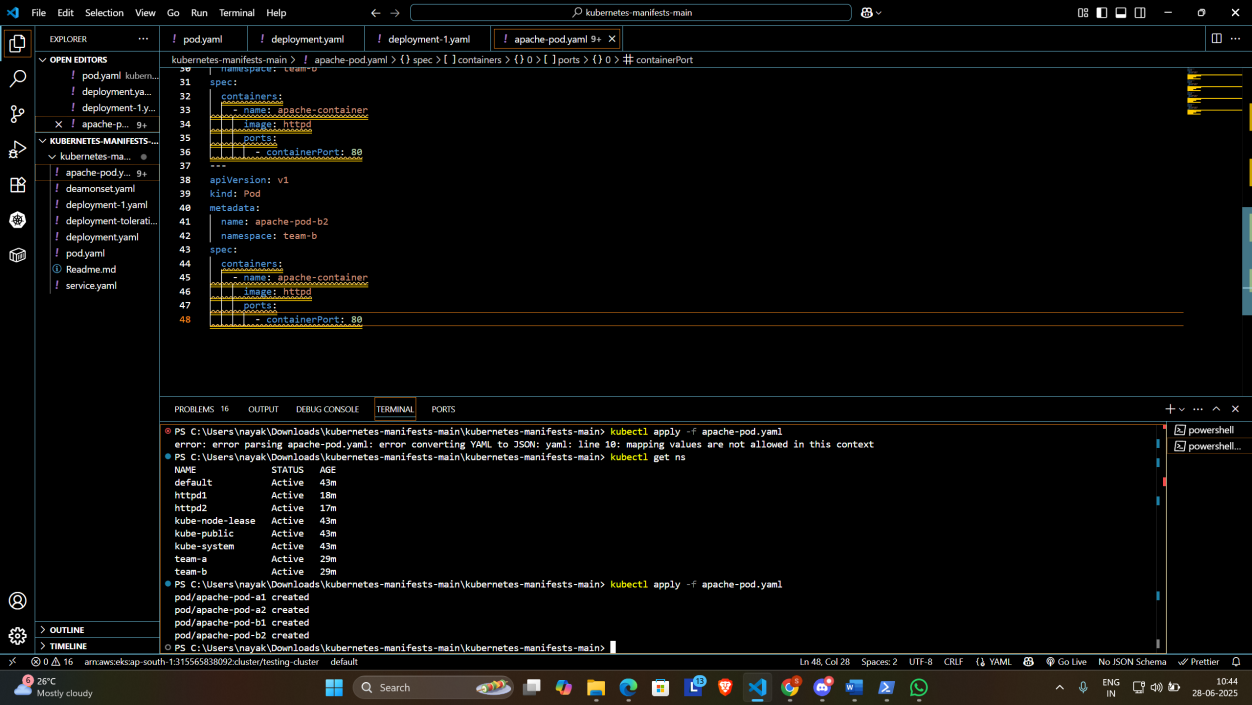 File Edit Selection View Go Run Terminal Help
kubernetes-manifests-main
EXPLORER
pod.yaml
deployment.yaml
deployment-1.yaml
apache-pod.yaml 9+
kubernetes-manifests-main > apache-pod.yaml > {} spec > [ ] containers > {} 0 > [ ] ports > {} 0 > # containerPort
OPEN EDITORS
pod.yaml kubern...
deployment.ya...
deployment-1.y...
apache-p... 9+
KUBERNETES-MANIFESTS-...
kubernetes-ma...
apache-pod.y... 9+
deamonset.yaml
deployment-1.yaml
deployment-tolerati...
deployment.yaml
pod.yaml
Readme.md
service.yaml
OUTLINE
TIMELINE
30 namespace: team-b
31 spec:
32 containers:
33 - name: apache-container
34 image: httpd
35 ports:
36 - containerPort: 80
37 ---
38 apiVersion: v1
39 kind: Pod
40 metadata:
41 name: apache-pod-b2
42 namespace: team-b
43 spec:
44 containers:
45 - name: apache-container
46 image: httpd
47 ports:
48 - containerPort: 80
PROBLEMS 16 OUTPUT DEBUG CONSOLE TERMINAL PORTS
powershell
powershell...
PS C:\Users\nayak\Downloads\kubernetes-manifests-main\kubernetes-manifests-main> kubectl apply -f apache-pod.yaml
error: error parsing apache-pod.yaml: error converting YAML to JSON: yaml: line 10: mapping values are not allowed in this context
PS C:\Users\nayak\Downloads\kubernetes-manifests-main\kubernetes-manifests-main> kubectl get ns
NAME STATUS AGE
default Active 43m
httpd1 Active 18m
httpd2 Active 17m
kube-node-lease Active 43m
kube-public Active 43m
kube-system Active 43m
team-a Active 29m
team-b Active 29m
PS C:\Users\nayak\Downloads\kubernetes-manifests-main\kubernetes-manifests-main> kubectl apply -f apache-pod.yaml
pod/apache-pod-a1 created
pod/apache-pod-a2 created
pod/apache-pod-b1 created
pod/apache-pod-b2 created
PS C:\Users\nayak\Downloads\kubernetes-manifests-main\kubernetes-manifests-main>
0 16 arn:aws:eks:ap-south-1:315565838092:cluster/testing-cluster default Ln 48, Col 28 Spaces: 2 UTF-8 CRLF {} YAML Go Live No JSON Schema Prettier
6
26°C
Mostly cloudy
Search
13
5
ENG
IN
10:44
28-06-2025